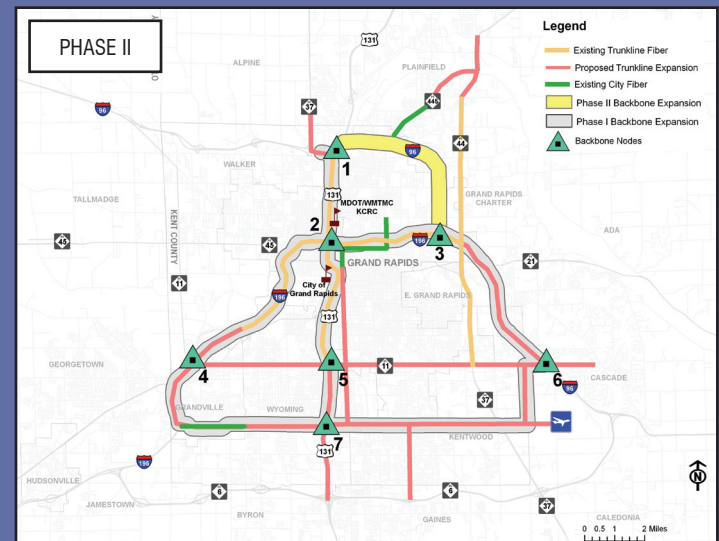 PHASE II
Legend
Existing Trunkline Fiber
Proposed Trunkline Expansion
Existing City Fiber
Phase II Backbone Expansion
Phase I Backbone Expansion
Backbone Nodes
131
ALPINE
PLAINFIELD
96
37
44
1
96
WALKER
44
131
MDOT/WMTMC
KCRC
GRAND RAPIDS
CHARTER
TALLMADGE
KENT COUNTY
2
3
ADA
45
45
196
GRAND RAPIDS
21
11
196
City of
Grand Rapids
E. GRAND RAPIDS
131
GEORGETOWN
4
5
11
6
CASCADE
96
37
GRANDVILLE
WYOMING
7
KENTWOOD
131
196
HUDSONVILLE
6
6
37
JAMESTOWN
BYRON
GAINES
CALEDONIA
N
0 0.5 1 2 Miles